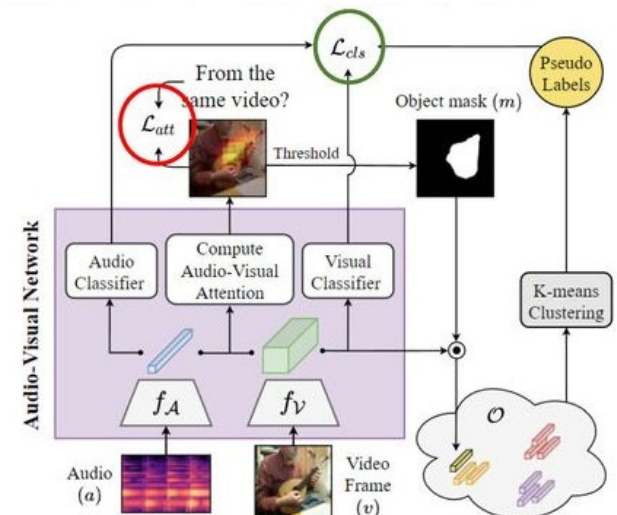 ℒcls
From the
same video?
ℒatt
Object mask (m)
Pseudo
Labels
Threshold
Audio-Visual Network
Audio
Classifier
Compute
Audio-Visual
Attention
Visual
Classifier
K-means
Clustering
f𝒜
f𝒱
𝒪
Audio
(a)
Video
Frame
(v)